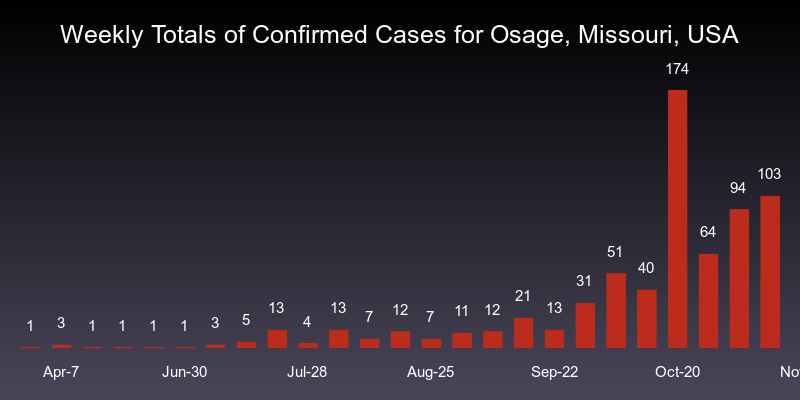 Weekly Totals of Confirmed Cases for Osage, Missouri, USA
1 3 1 1 1 1 3 5 13 4 13 7 12 7 11 12 21 13 31 51 40 174 64 94 103
Apr-7 Jun-30 Jul-28 Aug-25 Sep-22 Oct-20 No